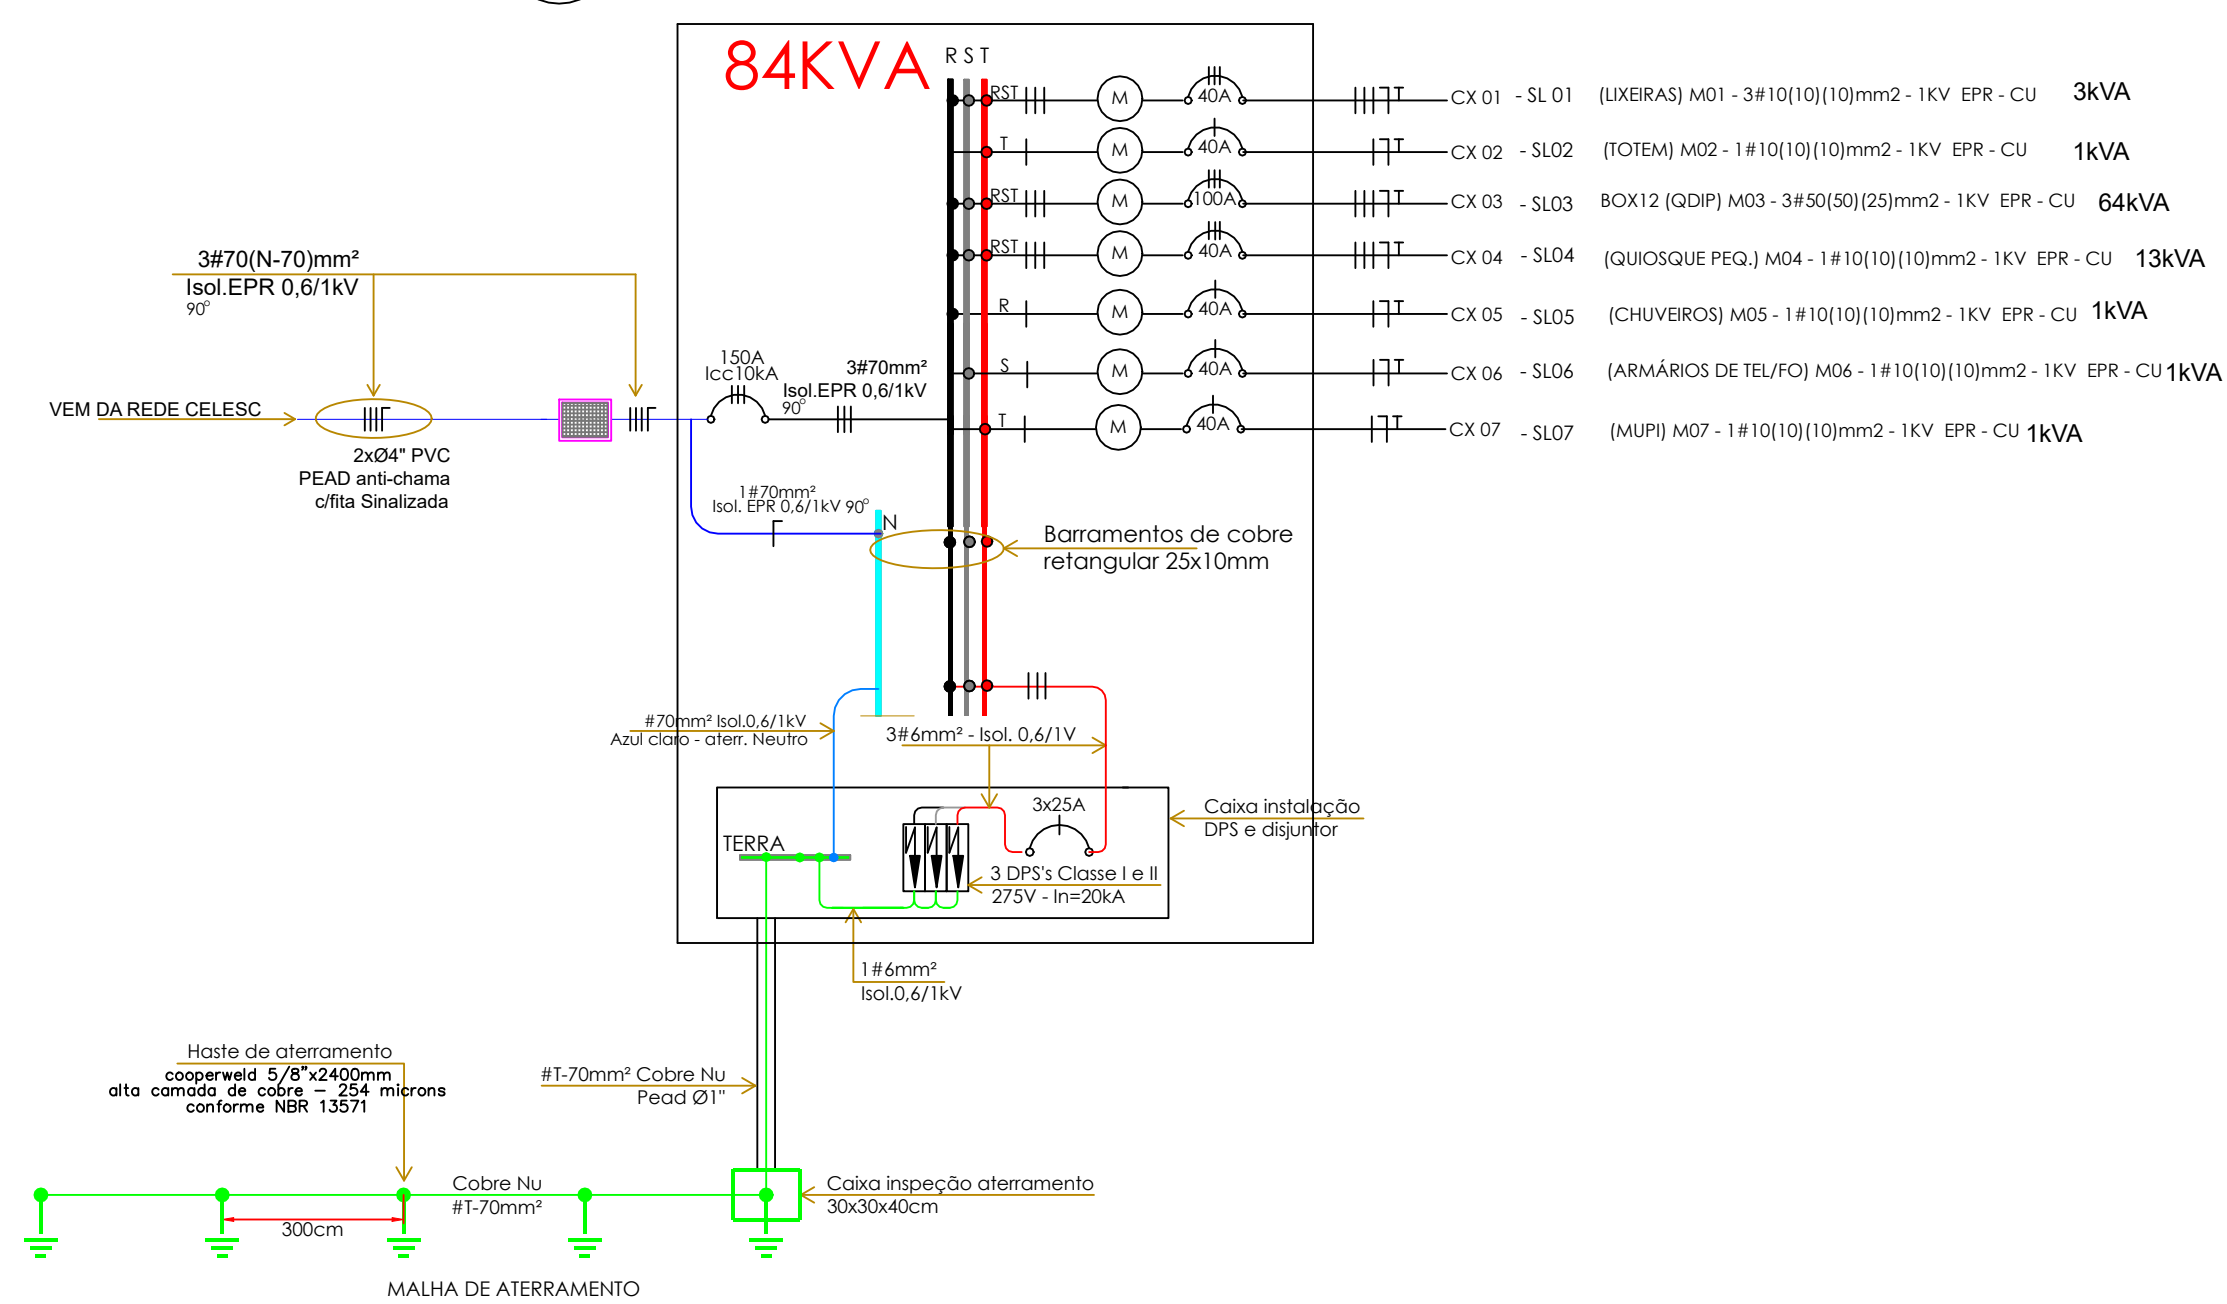 84KVA
R S T
RST
M
40A
T
CX 01 - SL 01 (LIXEIRAS) M01 - 3#10(10)(10)mm2 - 1KV EPR - CU 3kVA
T
M
40A
T
CX 02 - SL02 (TOTEM) M02 - 1#10(10)(10)mm2 - 1KV EPR - CU 1kVA
RST
M
100A
T
CX 03 - SL03 BOX12 (QDIP) M03 - 3#50(50)(25)mm2 - 1KV EPR - CU 64kVA
RST
M
40A
T
CX 04 - SL04 (QUIOSQUE PEQ.) M04 - 1#10(10)(10)mm2 - 1KV EPR - CU 13kVA
R
M
40A
T
CX 05 - SL05 (CHUVEIROS) M05 - 1#10(10)(10)mm2 - 1KV EPR - CU 1kVA
S
M
40A
T
CX 06 - SL06 (ARMÁRIOS DE TEL/FO) M06 - 1#10(10)(10)mm2 - 1KV EPR - CU 1kVA
T
M
40A
T
CX 07 - SL07 (MUPI) M07 - 1#10(10)(10)mm2 - 1KV EPR - CU 1kVA
3#70(N-70)mm²
Isol.EPR 0,6/1kV
90°
VEM DA REDE CELESC
2xØ4" PVC
PEAD anti-chama
c/fita Sinalizada
150A
Icc10kA
3#70mm²
Isol.EPR 0,6/1kV
90°
1#70mm²
Isol. EPR 0,6/1kV 90°
N
Barramentos de cobre
retangular 25x10mm
#70mm² Isol.0,6/1kV
Azul claro - aterr. Neutro
3#6mm² - Isol. 0,6/1V
3x25A
TERRA
Caixa instalação
DPS e disjuntor
3 DPS's Classe I e II
275V - In=20kA
1#6mm²
Isol.0,6/1kV
Haste de aterramento
cooperweld 5/8"x2400mm
alta camada de cobre – 254 microns
conforme NBR 13571
#T-70mm² Cobre Nu
Pead Ø1"
Cobre Nu
#T-70mm²
300cm
Caixa inspeção aterramento
30x30x40cm
MALHA DE ATERRAMENTO